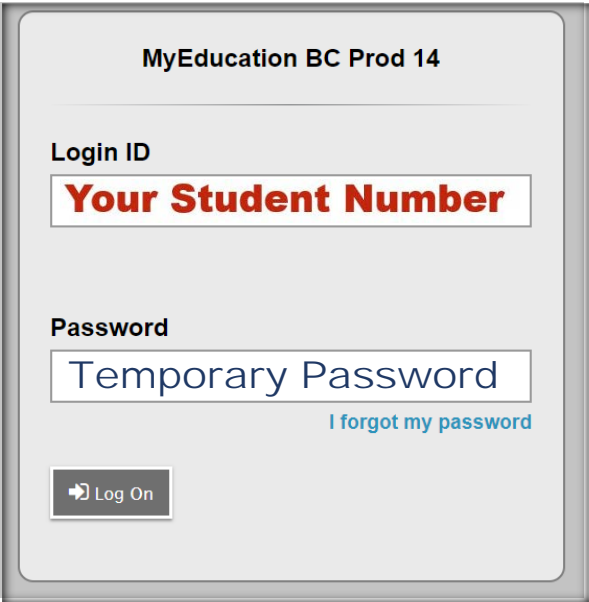 MyEducation BC Prod 14
Login ID
Your Student Number
Password
Temporary Password
I forgot my password
Log On